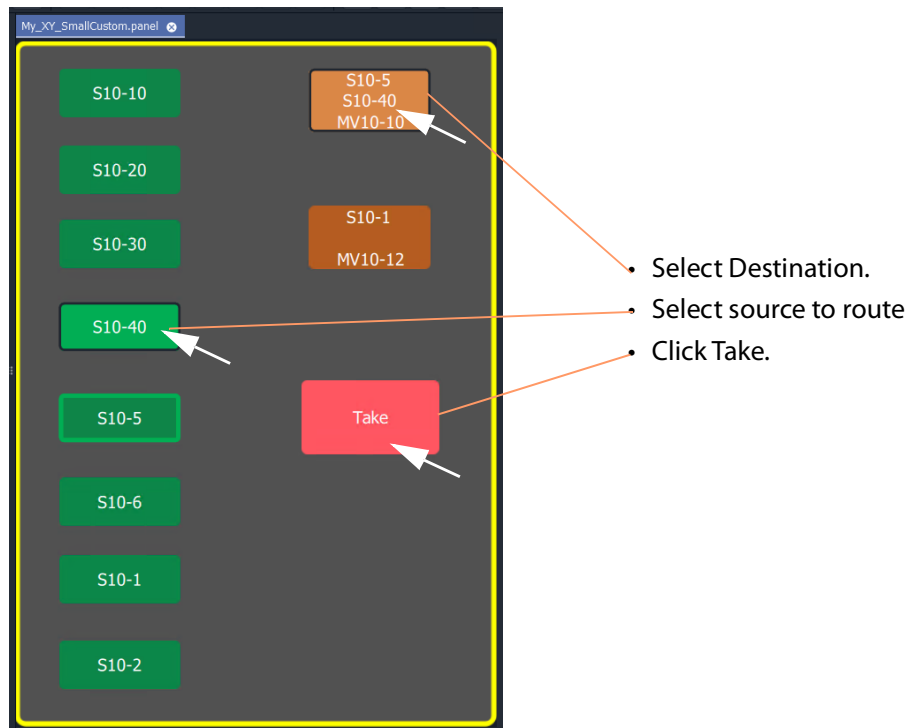 My_XY_SmallCustom.panel
S10-10
S10-20
S10-30
S10-40
S10-5
S10-6
S10-1
S10-2
S10-5
S10-40
MV10-10
S10-1
MV10-12
Take
• Select Destination.
• Select source to route
• Click Take.